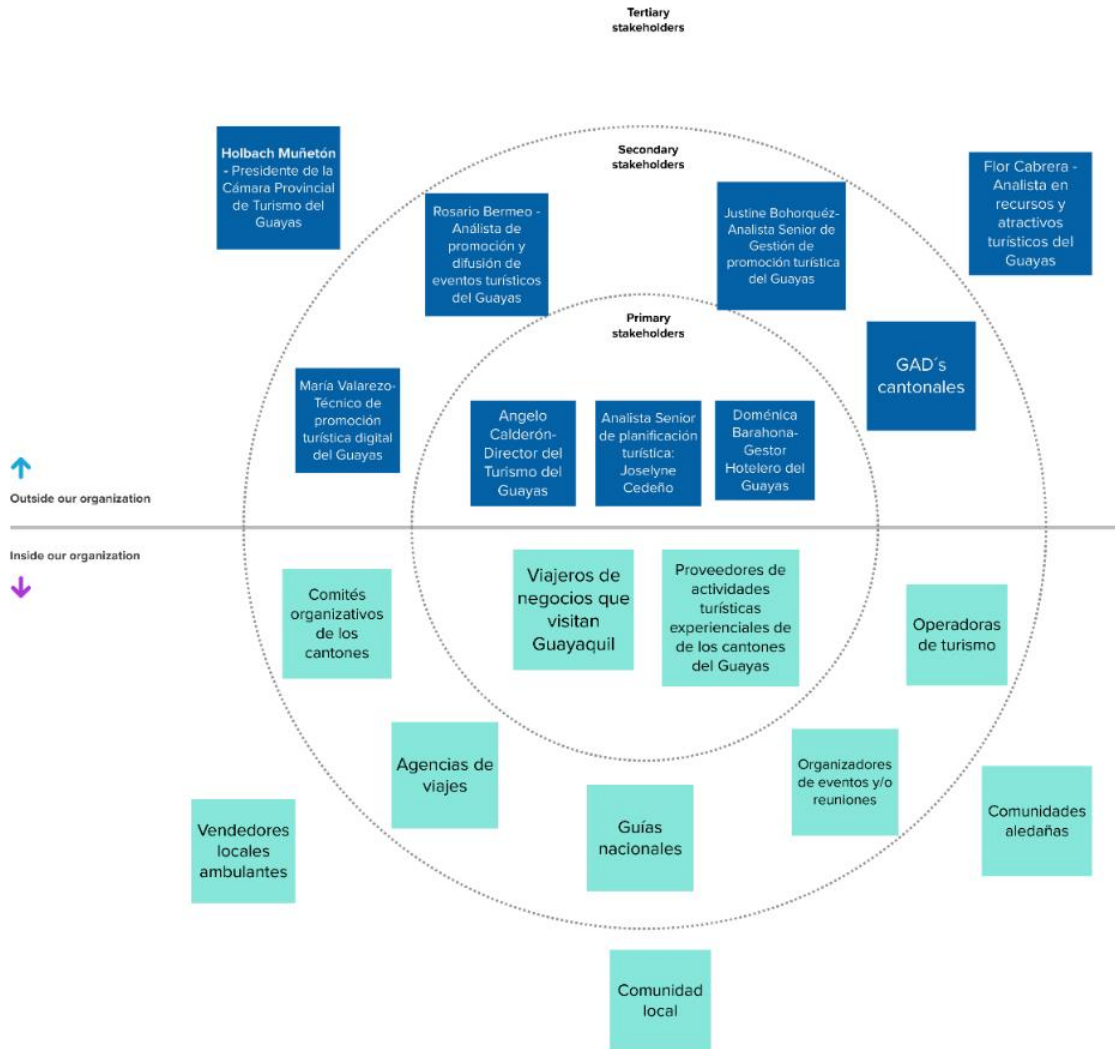 Tertiary
stakeholders
Holbach Muñetón
- Presidente de la
Cámara Provincial
de Turismo del
Guayas
Secondary
stakeholders
Flor Cabrera -
Analista en
recursos y
atractivos
turísticos del
Guayas
Rosario Bermeo -
Análista de
promoción y
difusión de
eventos turísticos
del Guayas
Justine Bohorquéz-
Analista Senior de
Gestión de
promoción turística
del Guayas
Primary
stakeholders
GAD´s
cantonales
María Valarezo-
Técnico de
promoción
turística digital
del Guayas
Angelo
Calderón-
Director del
Turismo del
Guayas
Analista Senior
de planificación
turística:
Joselyne
Cedeño
Doménica
Barahona-
Gestor
Hotelero del
Guayas
Outside our organization
Inside our organization
Comités
organizativos
de los
cantones
Viajeros de
negocios que
visitan
Guayaquil
Proveedores de
actividades
turísticas
experienciales de
de los cantones
del Guayas
Operadoras
de turismo
Agencias de
viajes
Organizadores
de eventos y/o
reuniones
Guías
nacionales
Comunidades
aledañas
Vendedores
locales
ambulantes
Comunidad
local